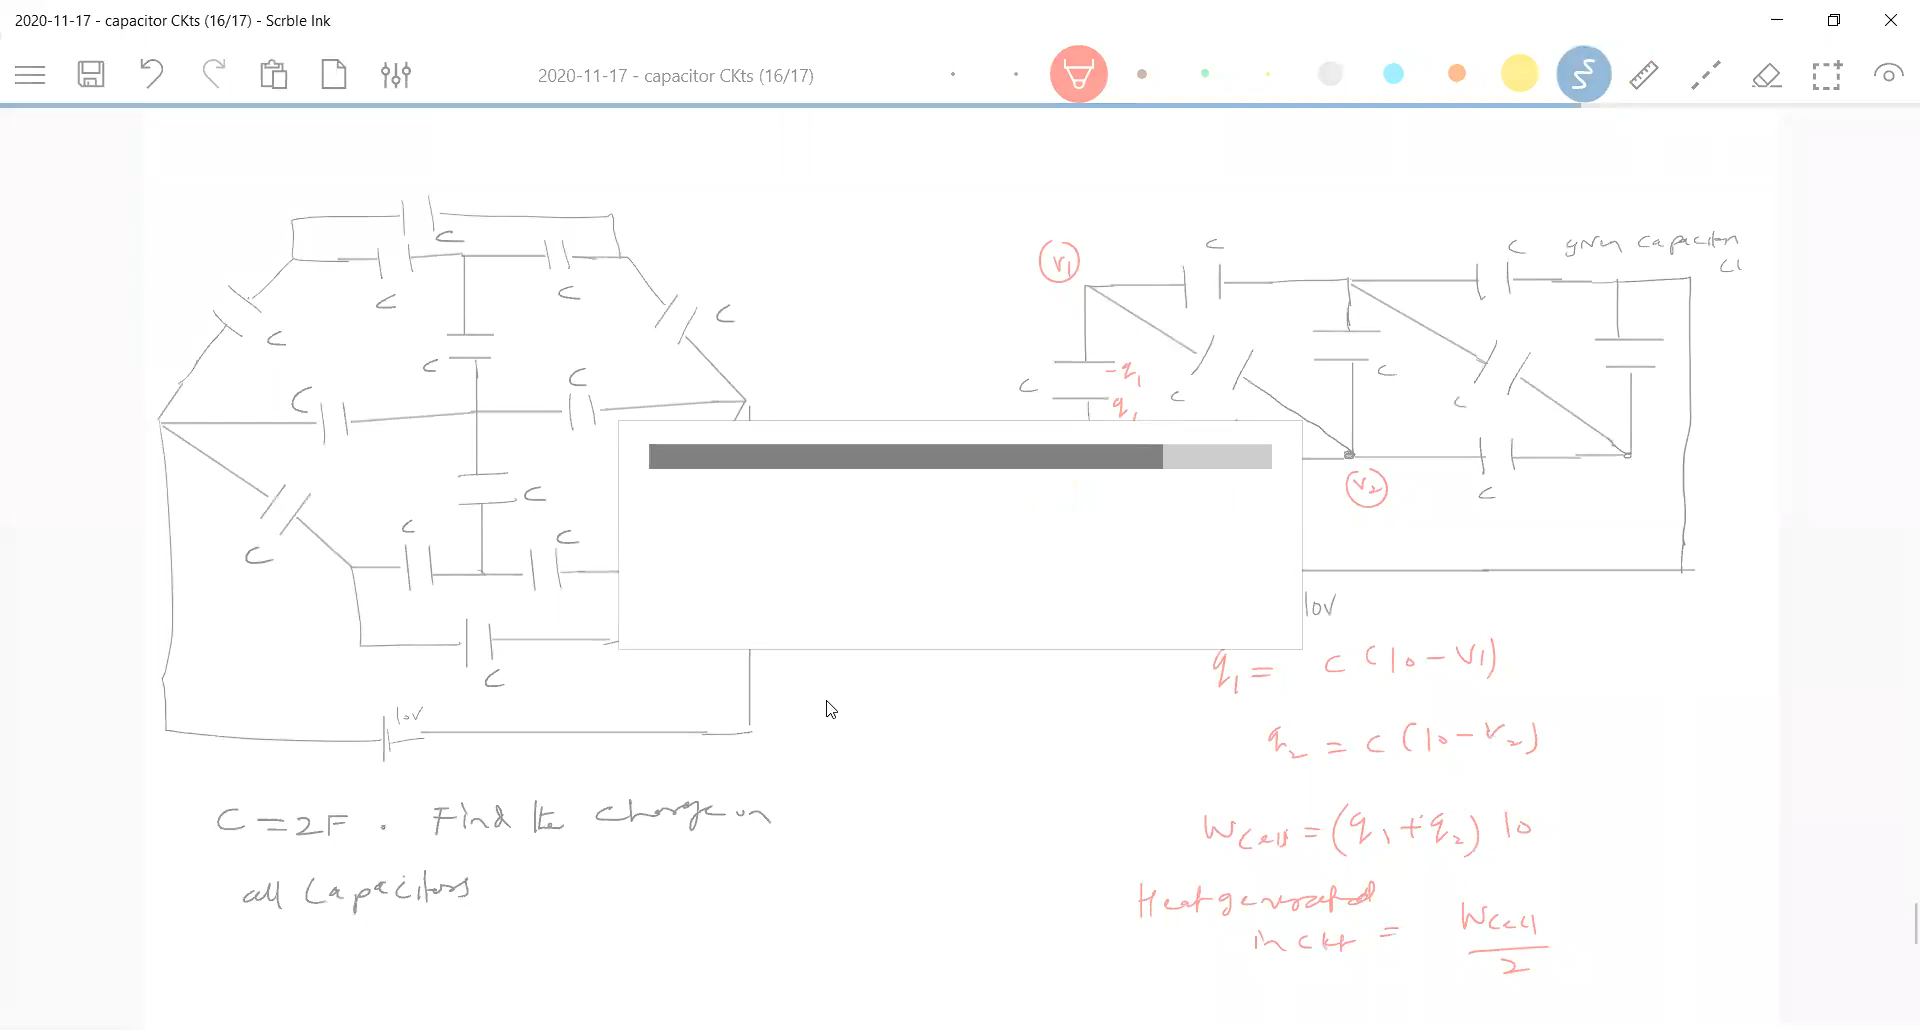 2020-11-17 - capacitor CKts (16/17) - Scrble Ink
2020-11-17 - capacitor CKts (16/17)
C
C
C
C
C
C
C
C
C
C
C
C
C
C
10V
C = 2F . Find the charge on
all Capacitors
V1
C
C
given capacitor
C
-q1
q1
C
C
C
V2
C
10V
q1 = C (10 - V1)
q2 = C (10 - V2)
Wcell = (q1 + q2) 10
Heat generated
in ckt = Wcell
2